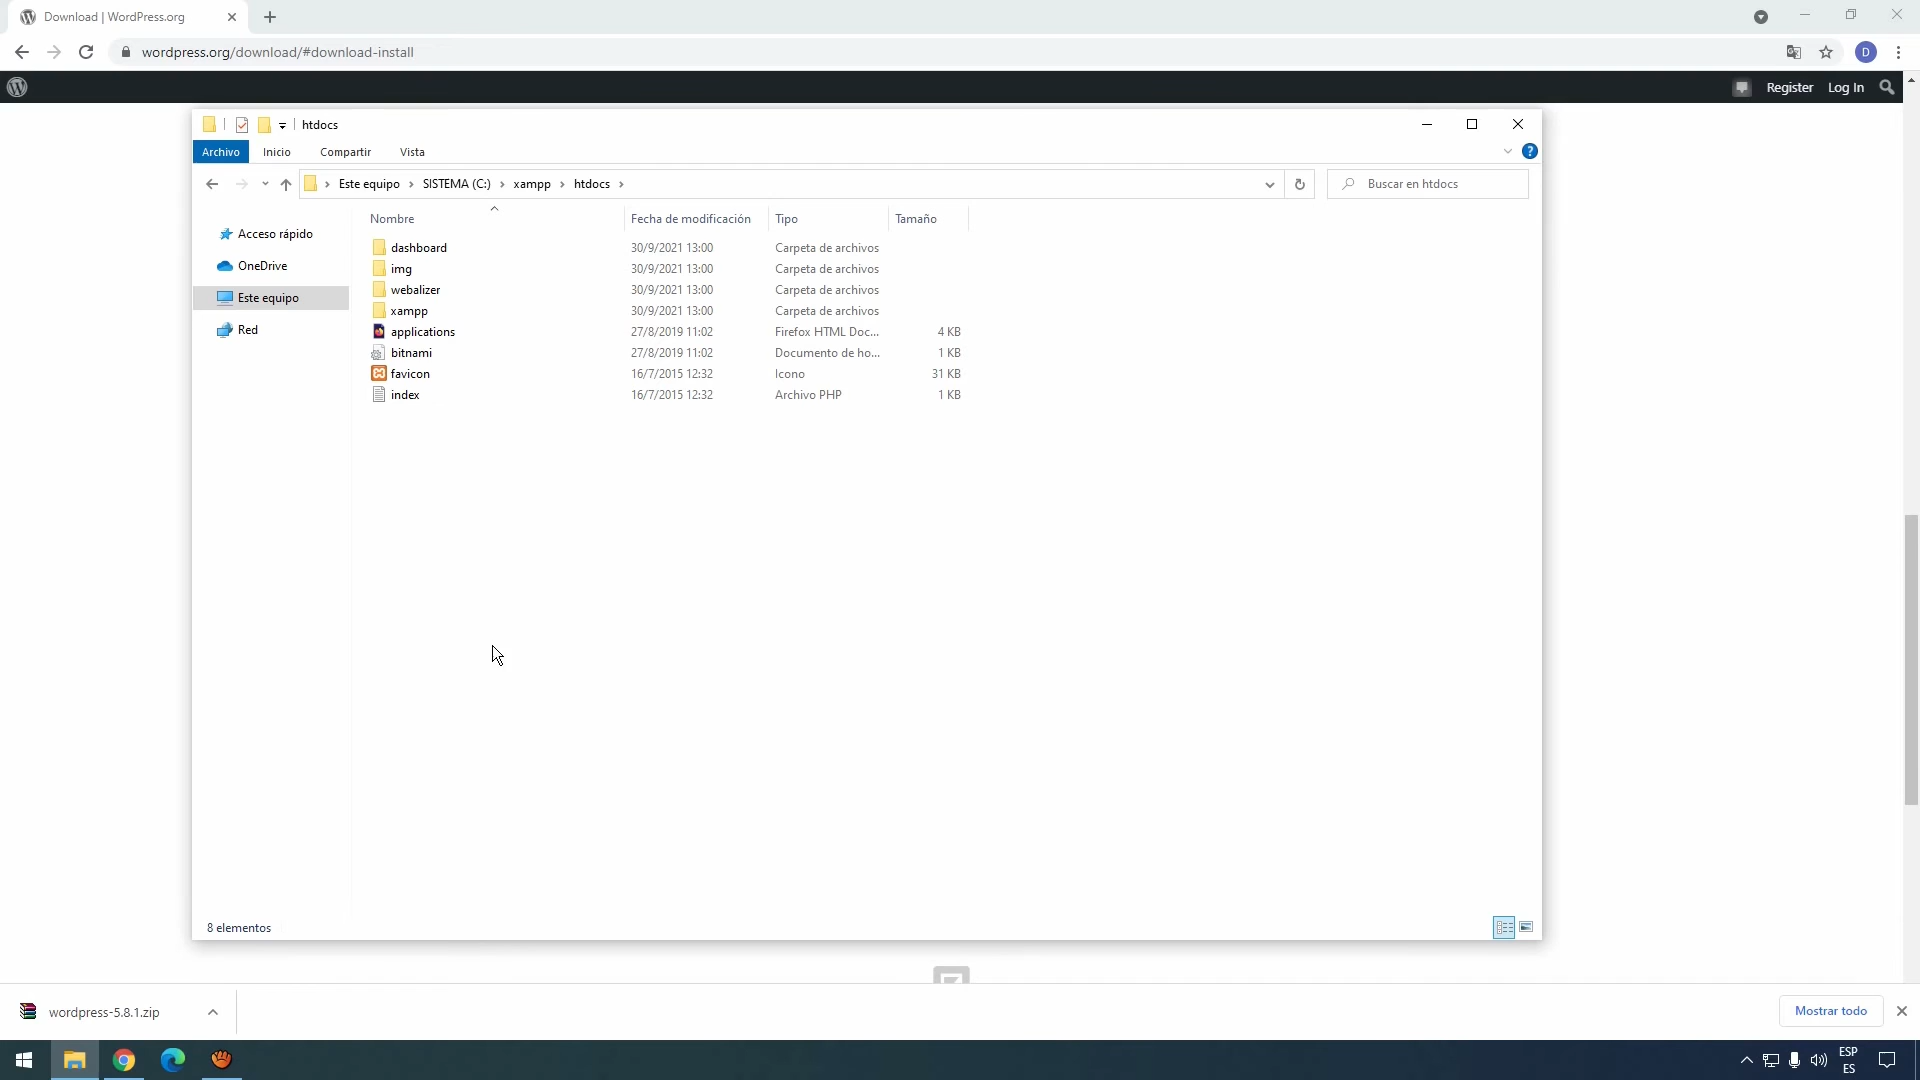 Download | WordPress.org
wordpress.org/download/#download-install
D
Register Log In
htdocs
Archivo Inicio Compartir Vista
Este equipo SISTEMA (C:) xampp htdocs
Buscar en htdocs
Nombre Fecha de modificación Tipo Tamaño
Acceso rápido
OneDrive
Este equipo
Red
dashboard 30/9/2021 13:00 Carpeta de archivos
img 30/9/2021 13:00 Carpeta de archivos
webalizer 30/9/2021 13:00 Carpeta de archivos
xampp 30/9/2021 13:00 Carpeta de archivos
applications 27/8/2019 11:02 Firefox HTML Doc... 4 KB
bitnami 27/8/2019 11:02 Documento de ho... 1 KB
favicon 16/7/2015 12:32 Icono 31 KB
index 16/7/2015 12:32 Archivo PHP 1 KB
8 elementos
wordpress-5.8.1.zip
Mostrar todo
ESP
ES